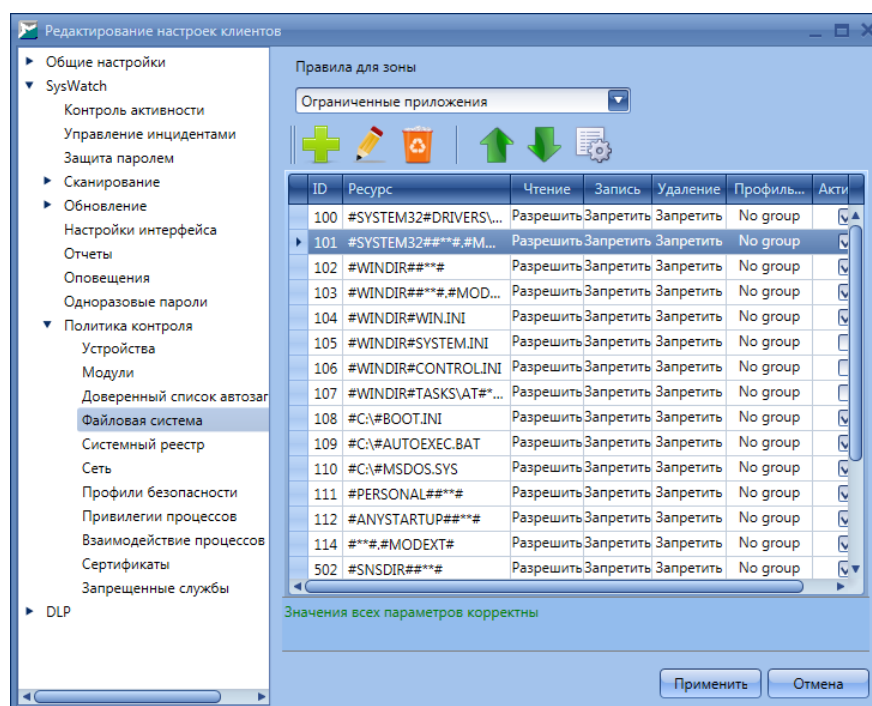 Редактирование настроек клиентов
Общие настройки
SysWatch
Контроль активности
Управление инцидентами
Защита паролем
Сканирование
Обновление
Настройки интерфейса
Отчеты
Оповещения
Одноразовые пароли
Политика контроля
Устройства
Модули
Доверенный список автозаг
Файловая система
Системный реестр
Сеть
Профили безопасности
Привилегии процессов
Взаимодействие процессов
Сертификаты
Запрещенные службы
DLP
Правила для зоны
Ограниченные приложения
ID Ресурс Чтение Запись Удаление Профиль... Акти
100 #SYSTEM32#DRIVERS\... Разрешить Запретить Запретить No group
101 #SYSTEM32##**#.#M... Разрешить Запретить Запретить No group
102 #WINDIR##**# Разрешить Запретить Запретить No group
103 #WINDIR##**#.#MOD... Разрешить Запретить Запретить No group
104 #WINDIR#WIN.INI Разрешить Запретить Запретить No group
105 #WINDIR#SYSTEM.INI Разрешить Запретить Запретить No group
106 #WINDIR#CONTROL.INI Разрешить Запретить Запретить No group
107 #WINDIR#TASKS\AT#*... Разрешить Запретить Запретить No group
108 #C:\#BOOT.INI Разрешить Запретить Запретить No group
109 #C:\#AUTOEXEC.BAT Разрешить Запретить Запретить No group
110 #C:\#MSDOS.SYS Разрешить Запретить Запретить No group
111 #PERSONAL##**# Разрешить Запретить Запретить No group
112 #ANYSTARTUP##**# Разрешить Запретить Запретить No group
114 #**#.#MODEXT# Разрешить Запретить Запретить No group
502 #SNSDIR##**# Разрешить Запретить Запретить No group
Значения всех параметров корректны
Применить Отмена